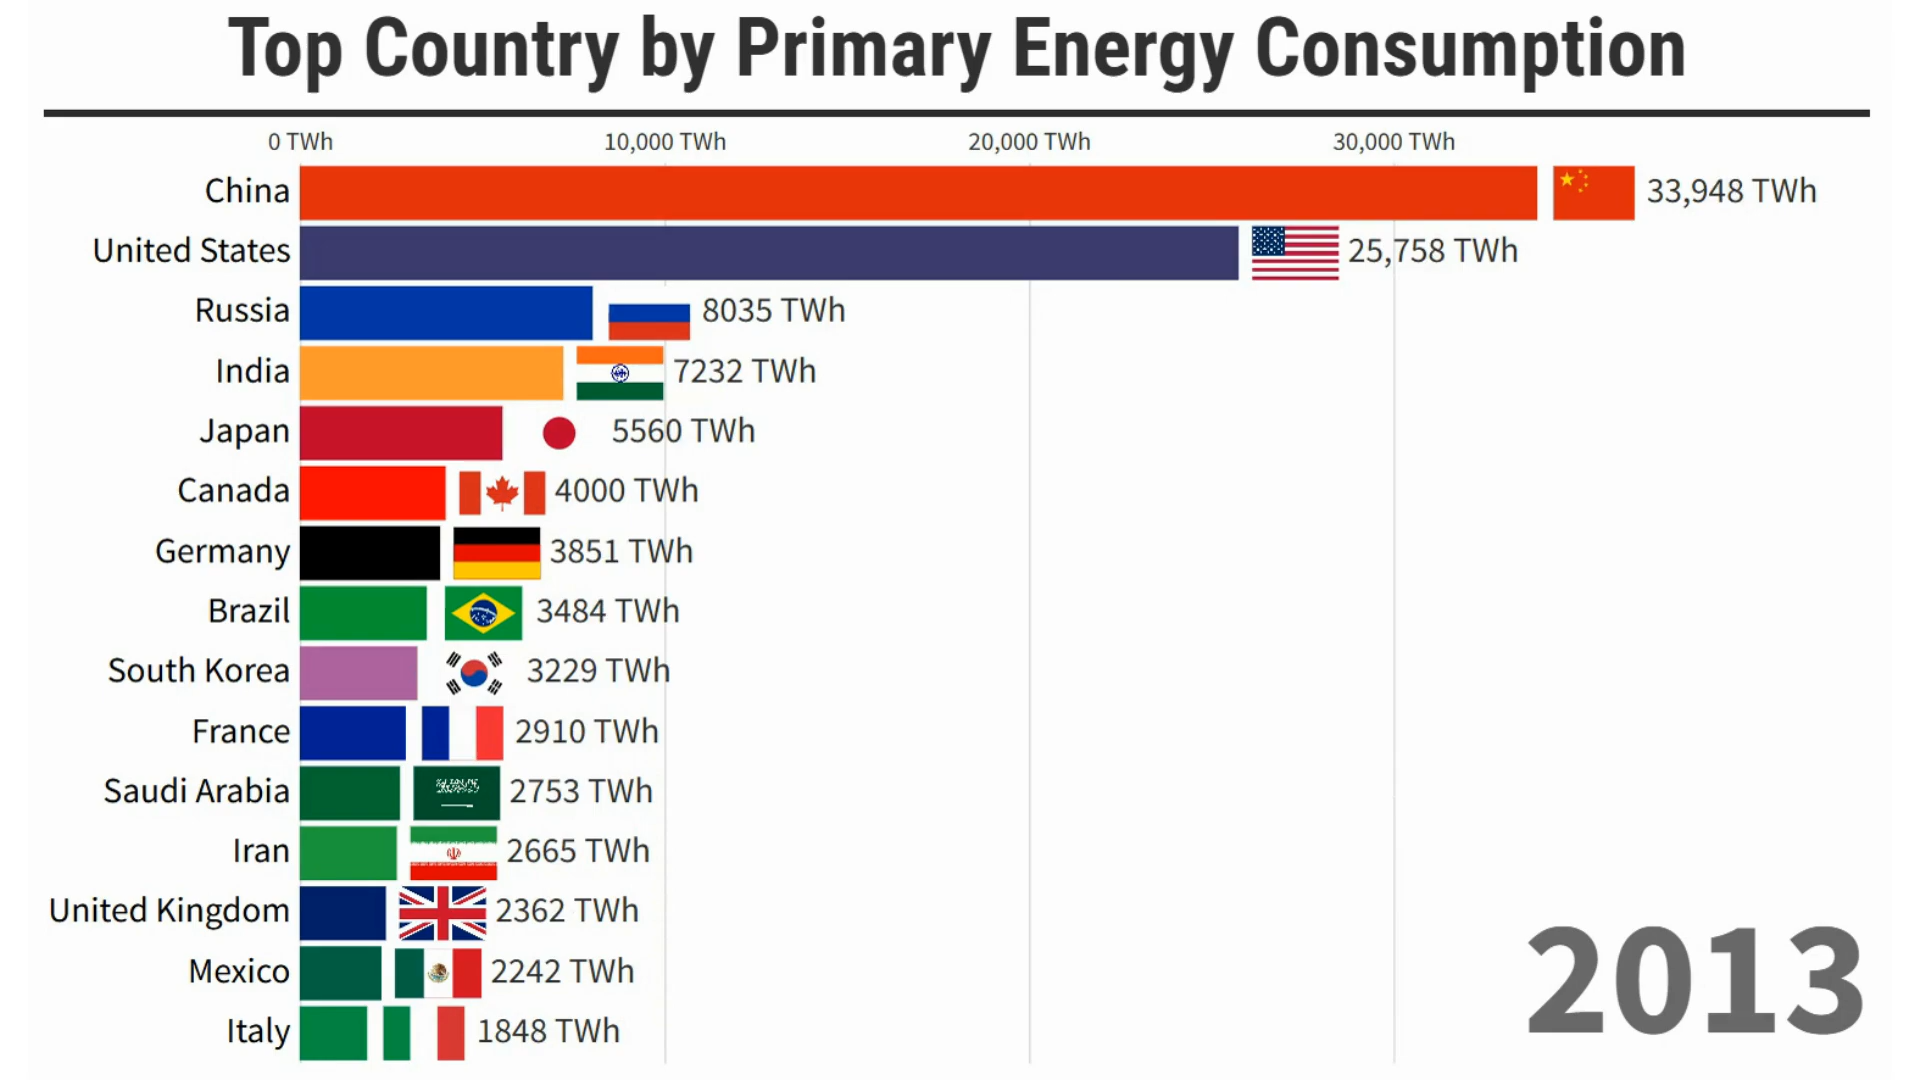 Top Country by Primary Energy Consumption
0 TWh 10,000 TWh 20,000 TWh 30,000 TWh
China 33,948 TWh
United States 25,758 TWh
Russia 8035 TWh
India 7232 TWh
Japan 5560 TWh
Canada 4000 TWh
Germany 3851 TWh
Brazil 3484 TWh
South Korea 3229 TWh
France 2910 TWh
Saudi Arabia 2753 TWh
Iran 2665 TWh
United Kingdom 2362 TWh
Mexico 2242 TWh
Italy 1848 TWh
2013